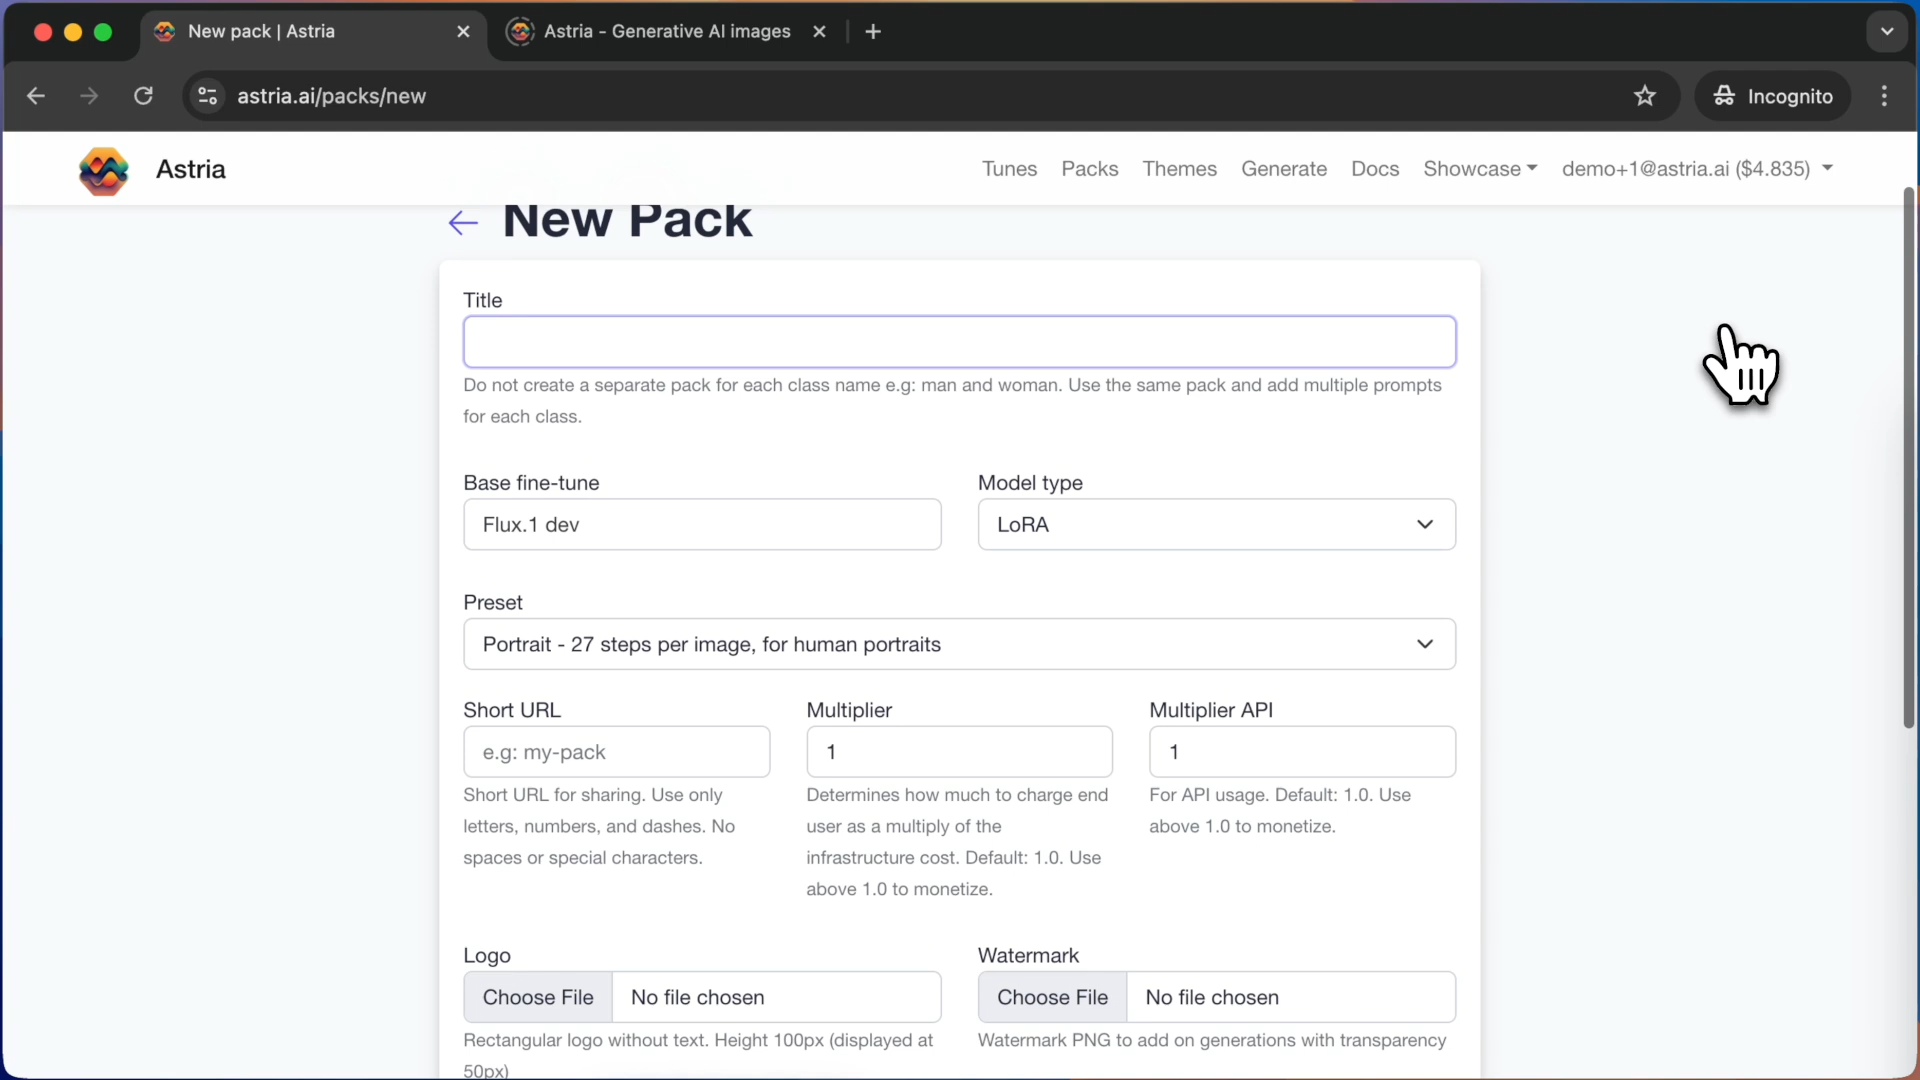 New pack | Astria
Astria - Generative AI images
astria.ai/packs/new
Incognito
Astria
Tunes
Packs
Themes
Generate
Docs
Showcase
demo+1@astria.ai ($4.835)
New Pack
Title
Do not create a separate pack for each class name e.g: man and woman. Use the same pack and add multiple prompts
for each class.
Base fine-tune
Model type
Flux.1 dev
LoRA
Preset
Portrait - 27 steps per image, for human portraits
Short URL
Multiplier
Multiplier API
e.g: my-pack
1
1
Short URL for sharing. Use only
letters, numbers, and dashes. No
spaces or special characters.
Determines how much to charge end
user as a multiply of the
infrastructure cost. Default: 1.0. Use
above 1.0 to monetize.
For API usage. Default: 1.0. Use
above 1.0 to monetize.
Logo
Watermark
Choose File
No file chosen
Choose File
No file chosen
Rectangular logo without text. Height 100px (displayed at
50px)
Watermark PNG to add on generations with transparency